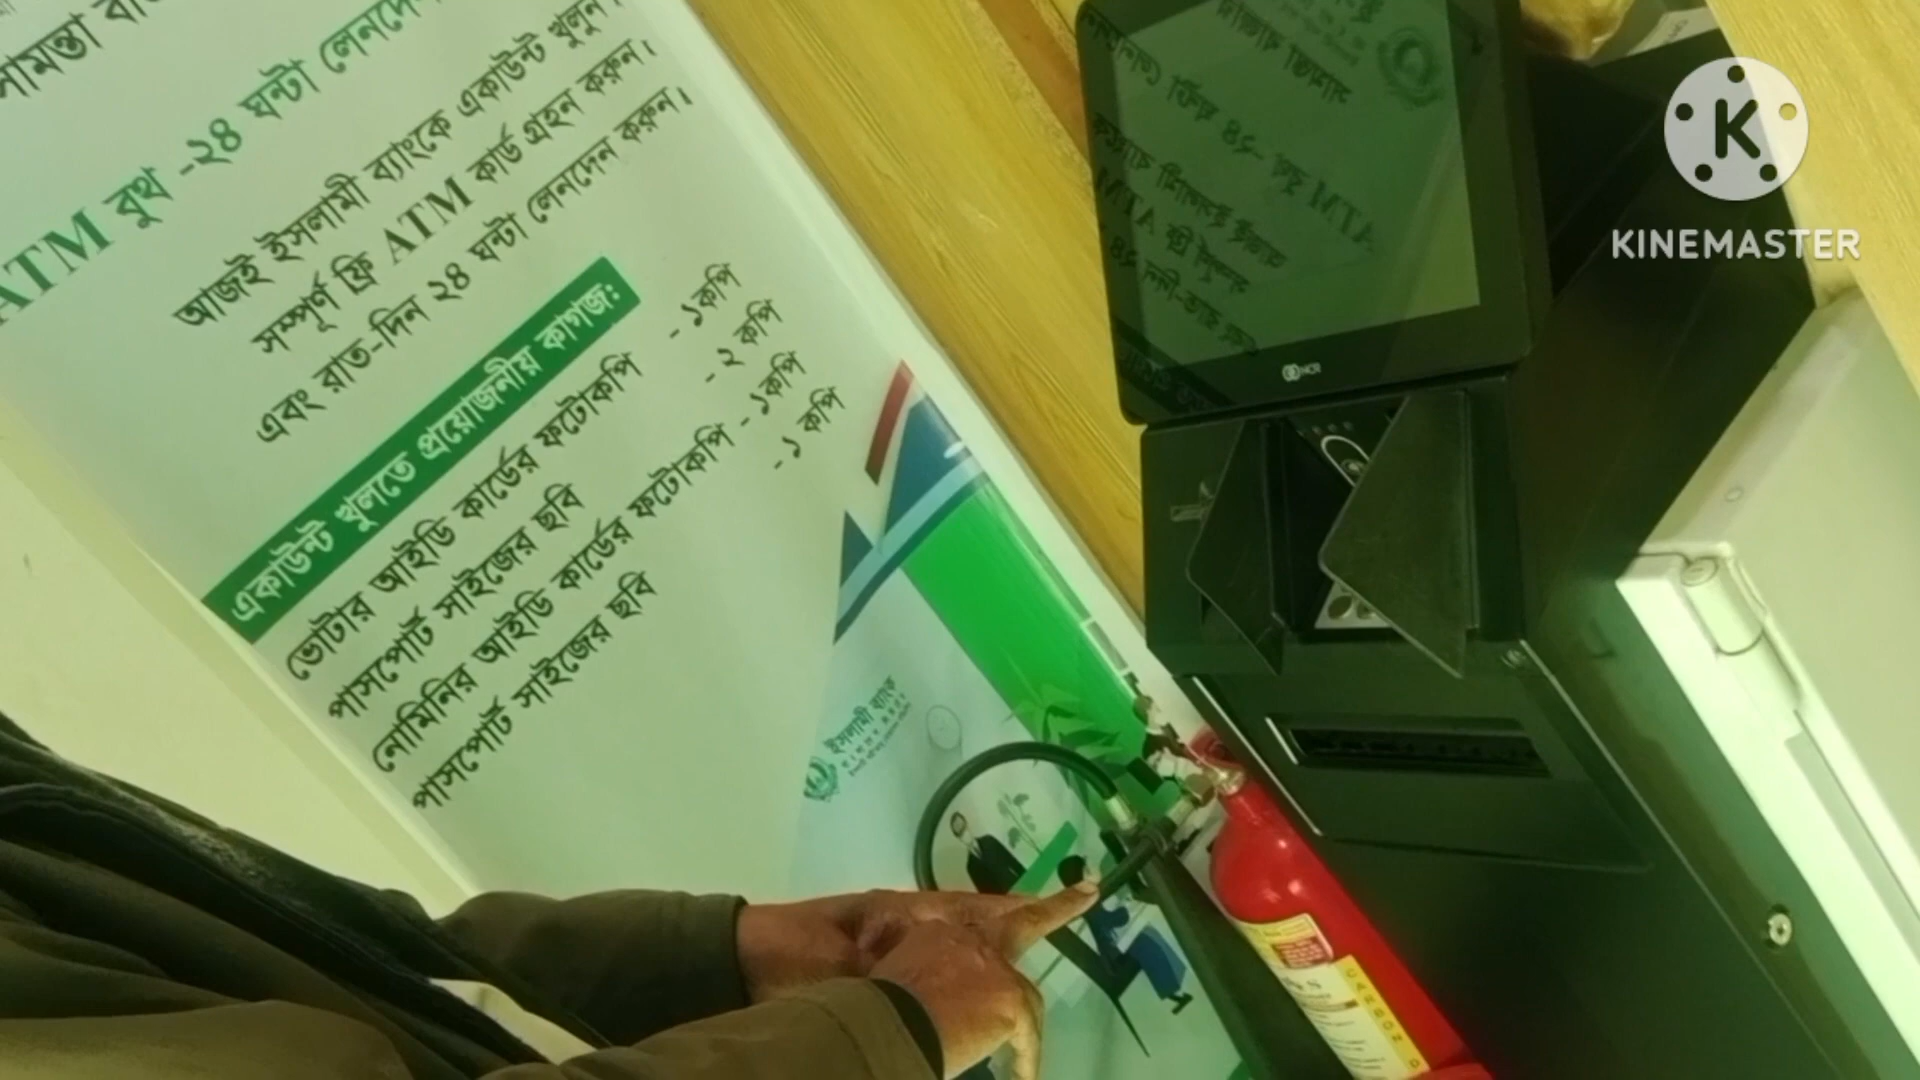 ATM বুথ -২৪ ঘন্টা
আজই ইসলামী ব্যাংকে একাউন্ট খুলুন।
সম্পূর্ণ ফ্রি ATM কার্ড গ্রহন করুন।
এবং রাত-দিন ২৪ ঘন্টা লেনদেন করুন।
একাউন্ট খুলতে প্রয়োজনীয় কাগজ:
ভোটার আইডি কার্ডের ফটোকপি - ১কপি
পাসপোর্ট সাইজের ছবি - ২ কপি
নোমিনির আইডি কার্ডের ফটোকপি - ১কপি
পাসপোর্ট সাইজের ছবি - ১ কপি
ইসলামী ব্যাংক
NCR
CARBON D
K
KINEMASTER